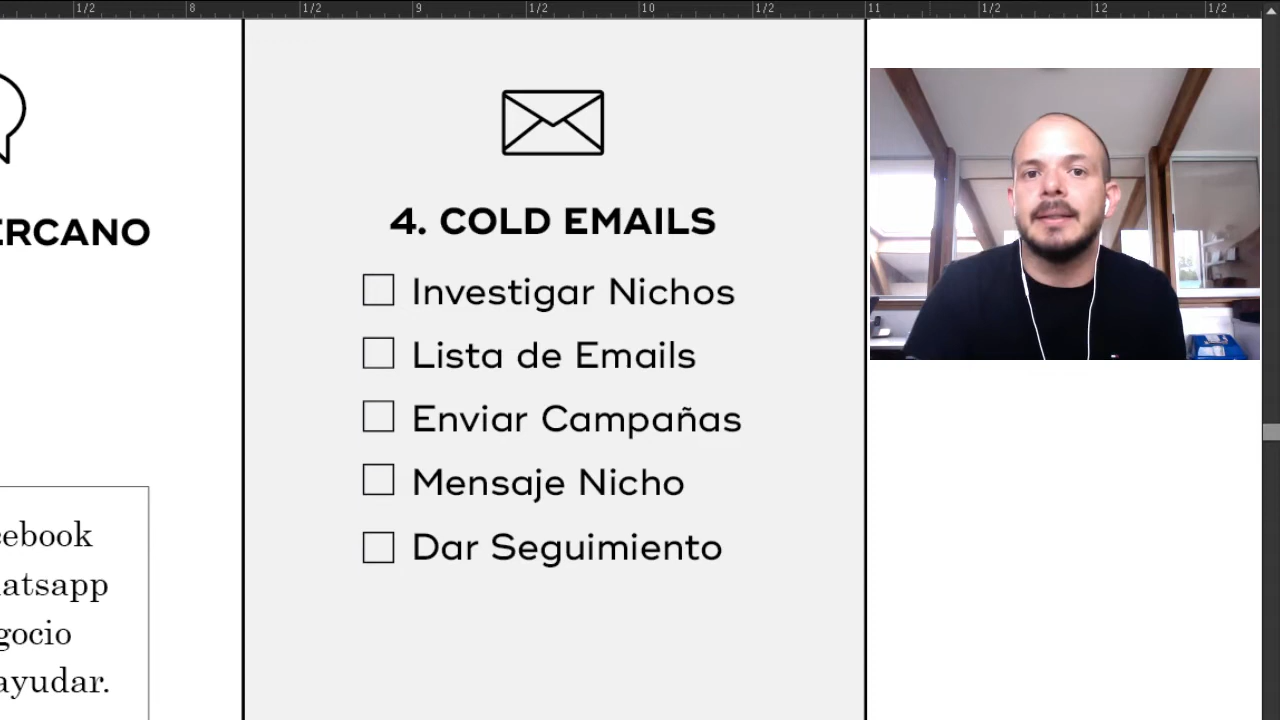 1/2 8 1/2 9 1/2 10 1/2 11 1/2 12 1/2
ERCANO
4. COLD EMAILS
Investigar Nichos
Lista de Emails
Enviar Campañas
Mensaje Nicho
Dar Seguimiento
cebook
atsapp
gocio
ayudar.